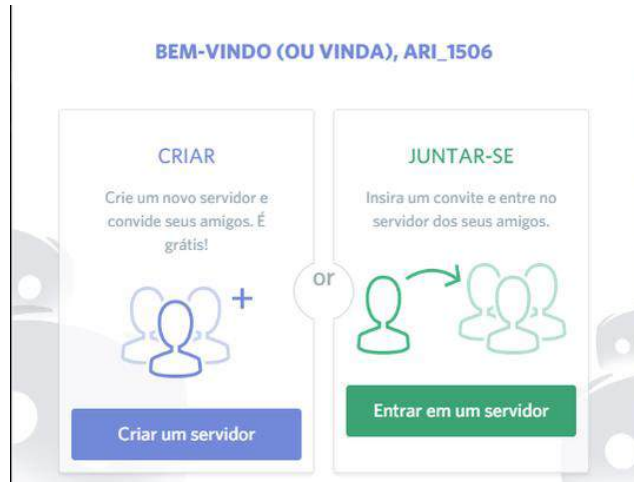 BEM-VINDO (OU VINDA), ARI_1506
CRIAR
Crie um novo servidor e
convide seus amigos. É
grátis!
Criar um servidor
or
JUNTAR-SE
Insira um convite e entre no
servidor dos seus amigos.
Entrar em um servidor